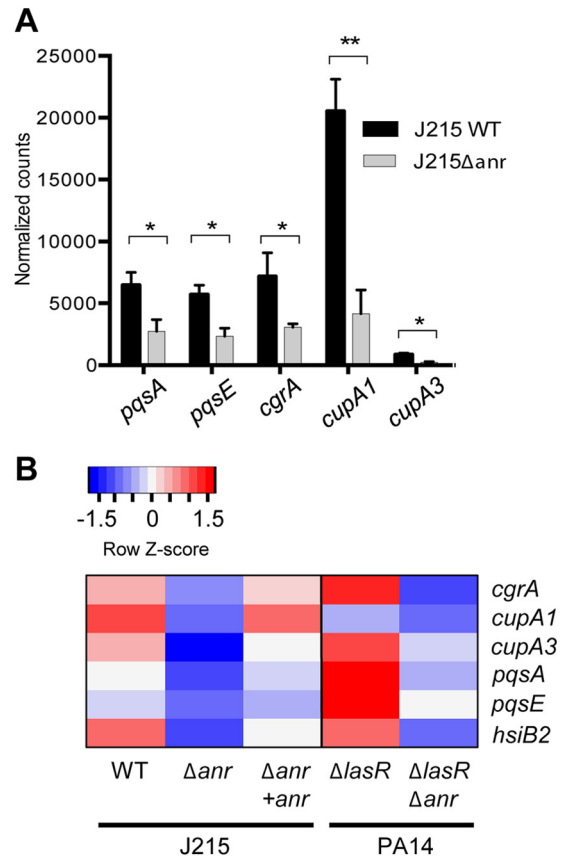 A
25000
20000
15000
10000
5000
0
Normalized counts
*
*
*
**
*
J215 WT
J215Δanr
pqsA
pqsE
cgrA
cupA1
cupA3
B
-1.5 0 1.5
Row Z-score
cgrA
cupA1
cupA3
pqsA
pqsE
hsiB2
WT Δanr Δanr ΔlasR ΔlasR
+anr Δanr
J215 PA14